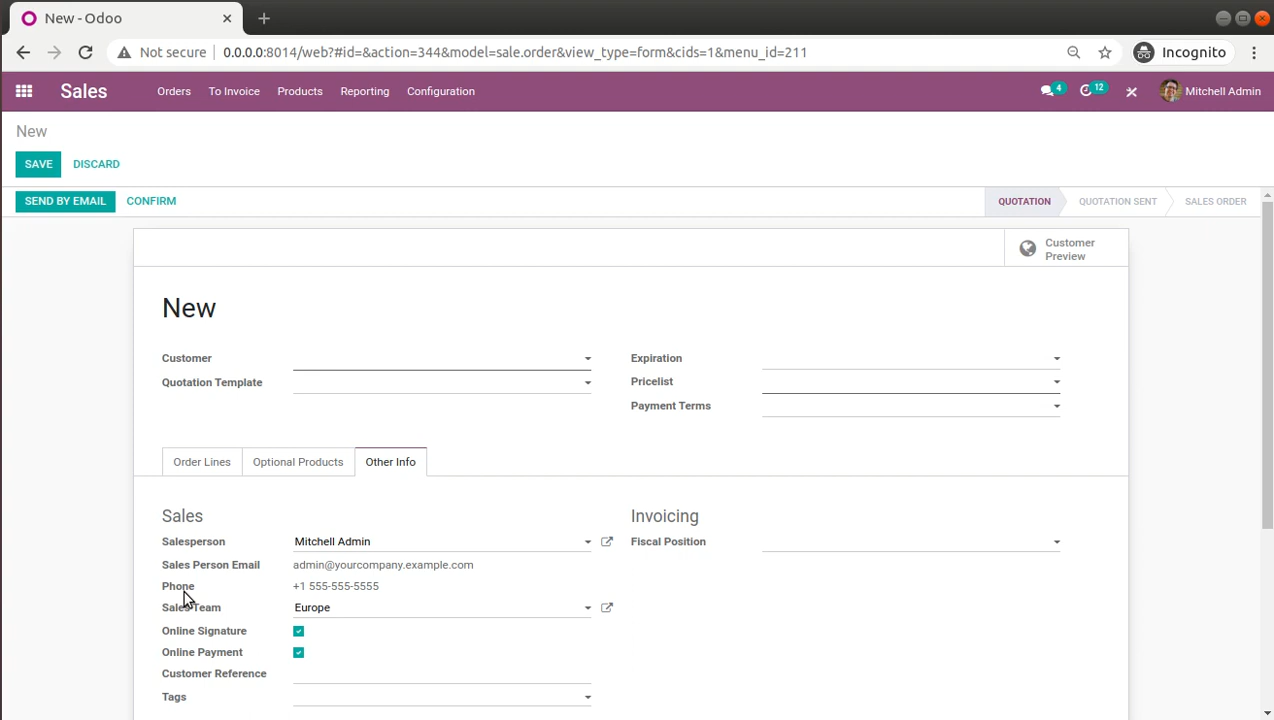 New - Odoo
Not secure 0.0.0.0:8014/web?#id=&action=344&model=sale.order&view_type=form&cids=1&menu_id=211 Incognito
Sales Orders To Invoice Products Reporting Configuration 4 12 Mitchell Admin
New
SAVE DISCARD
SEND BY EMAIL CONFIRM QUOTATION QUOTATION SENT SALES ORDER
Customer
Preview
New
Customer Expiration
Quotation Template Pricelist
Payment Terms
Order Lines Optional Products Other Info
Sales Invoicing
Salesperson Mitchell Admin Fiscal Position
Sales Person Email admin@yourcompany.example.com
Phone +1 555-555-5555
Sales Team Europe
Online Signature
Online Payment
Customer Reference
Tags